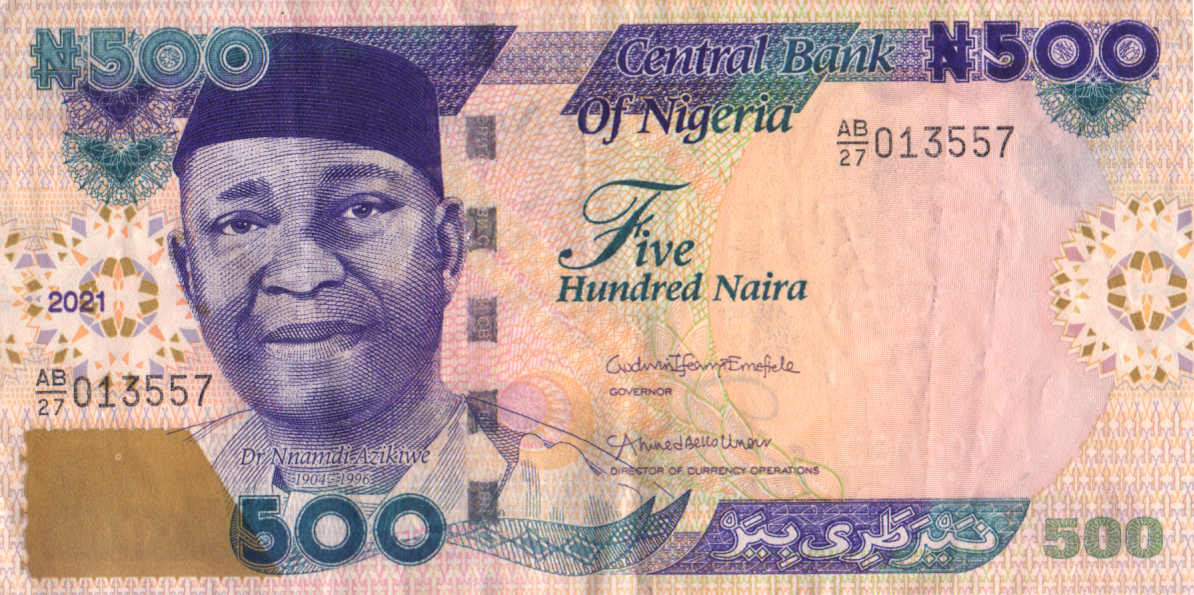 ₦500
Central Bank
Of Nigeria
₦500
AB/27 013557
Five
Hundred Naira
2021
Godwin Ifeanyi Emefiele
GOVERNOR
AB/27 013557
Ahmed Bello Umar
DIRECTOR OF CURRENCY OPERATIONS
Dr Nnamdi Azikiwe
1904 - 1996
500
نَيْرَ طَرِى بِيَرْ
500